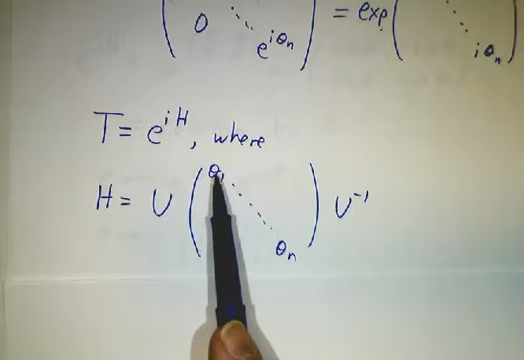 ( 0 ⋱ e^{iθn} ) = exp ( ⋱ iθn )
T = e^{iH}, where
H = U ( θ1 ⋱ θn ) U^{-1}